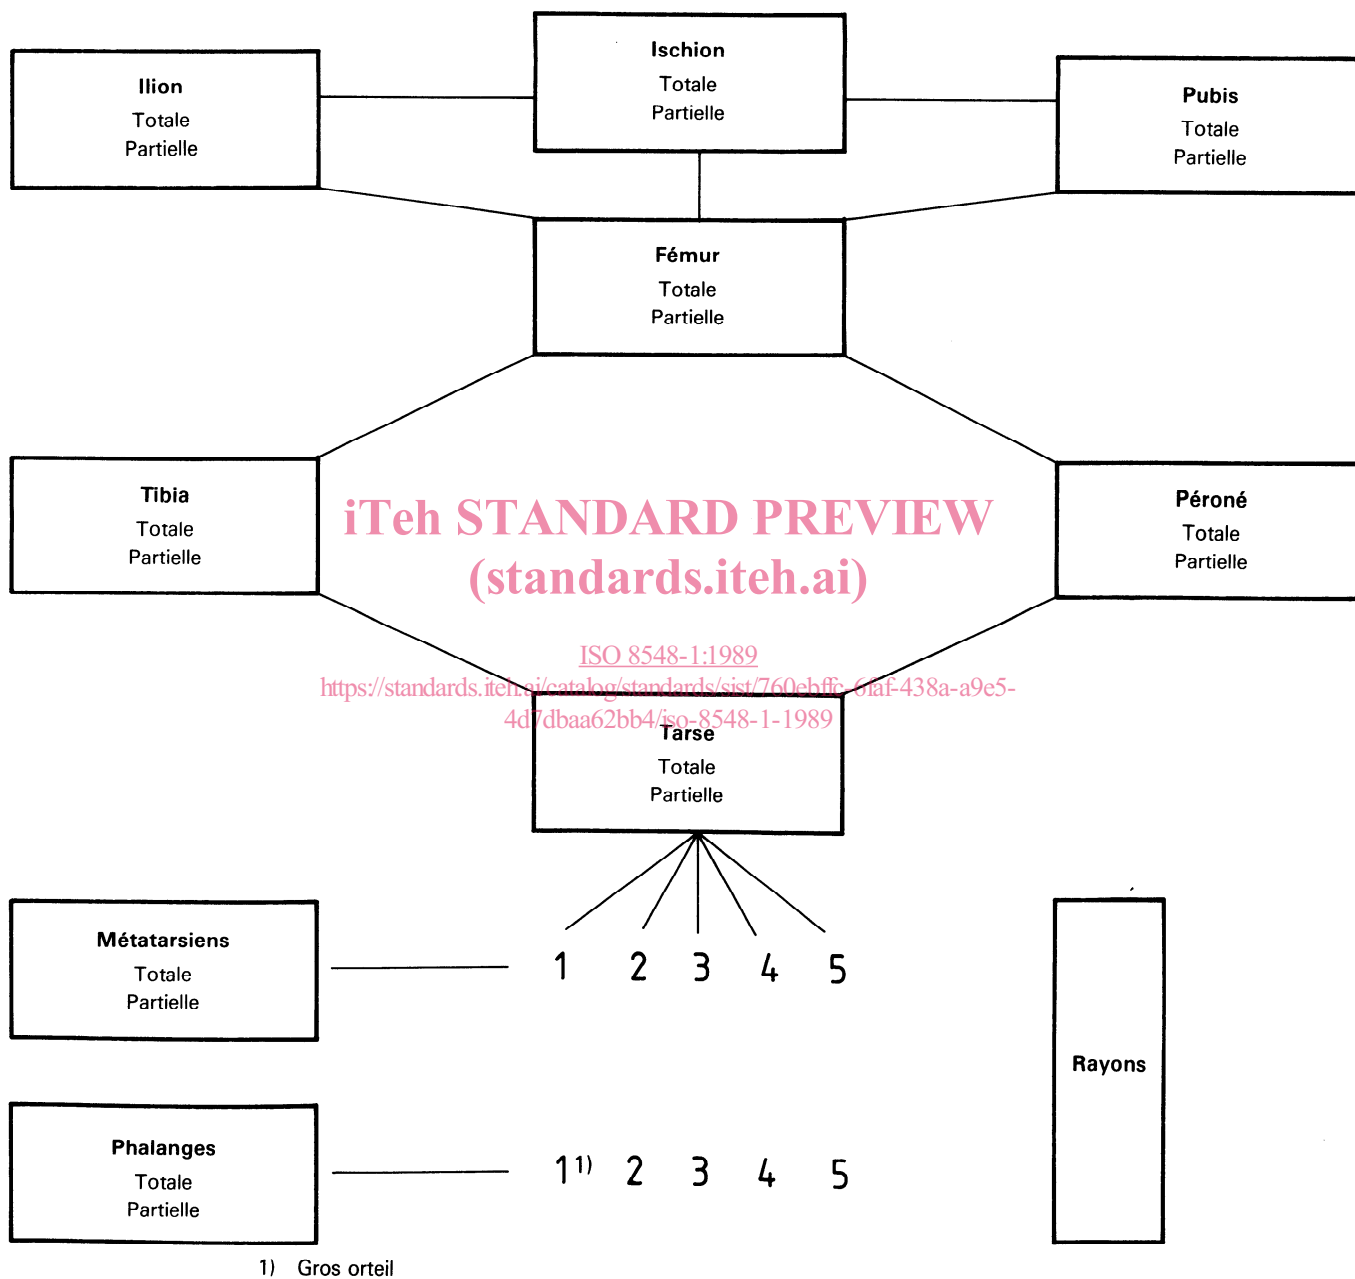 Ilion
Totale
Partielle
Ischion
Totale
Partielle
Pubis
Totale
Partielle
Fémur
Totale
Partielle
Tibia
Totale
Partielle
iTeh STANDARD PREVIEW
(standards.iteh.ai)
Péroné
Totale
Partielle
ISO 8548-1:1989
https://standards.iteh.ai/catalog/standards/sist/760ebffc-6faf-438a-a9e5-
4d7dbaa62bb4/iso-8548-1-1989
Tarse
Totale
Partielle
Métatarsiens
Totale
Partielle
1 2 3 4 5
Rayons
Phalanges
Totale
Partielle
1 1) 2 3 4 5
1) Gros orteil